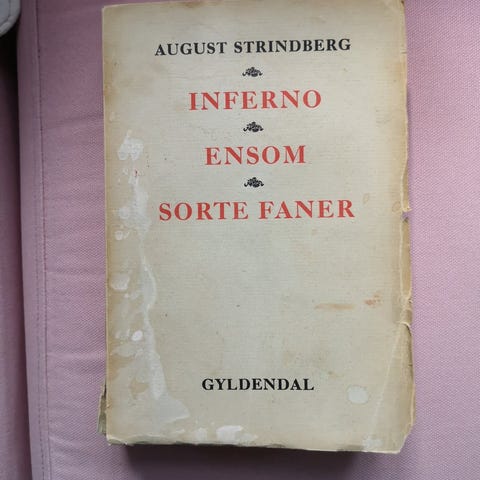 AUGUST STRINDBERG
INFERNO
ENSOM
SORTE FANER
GYLDENDAL